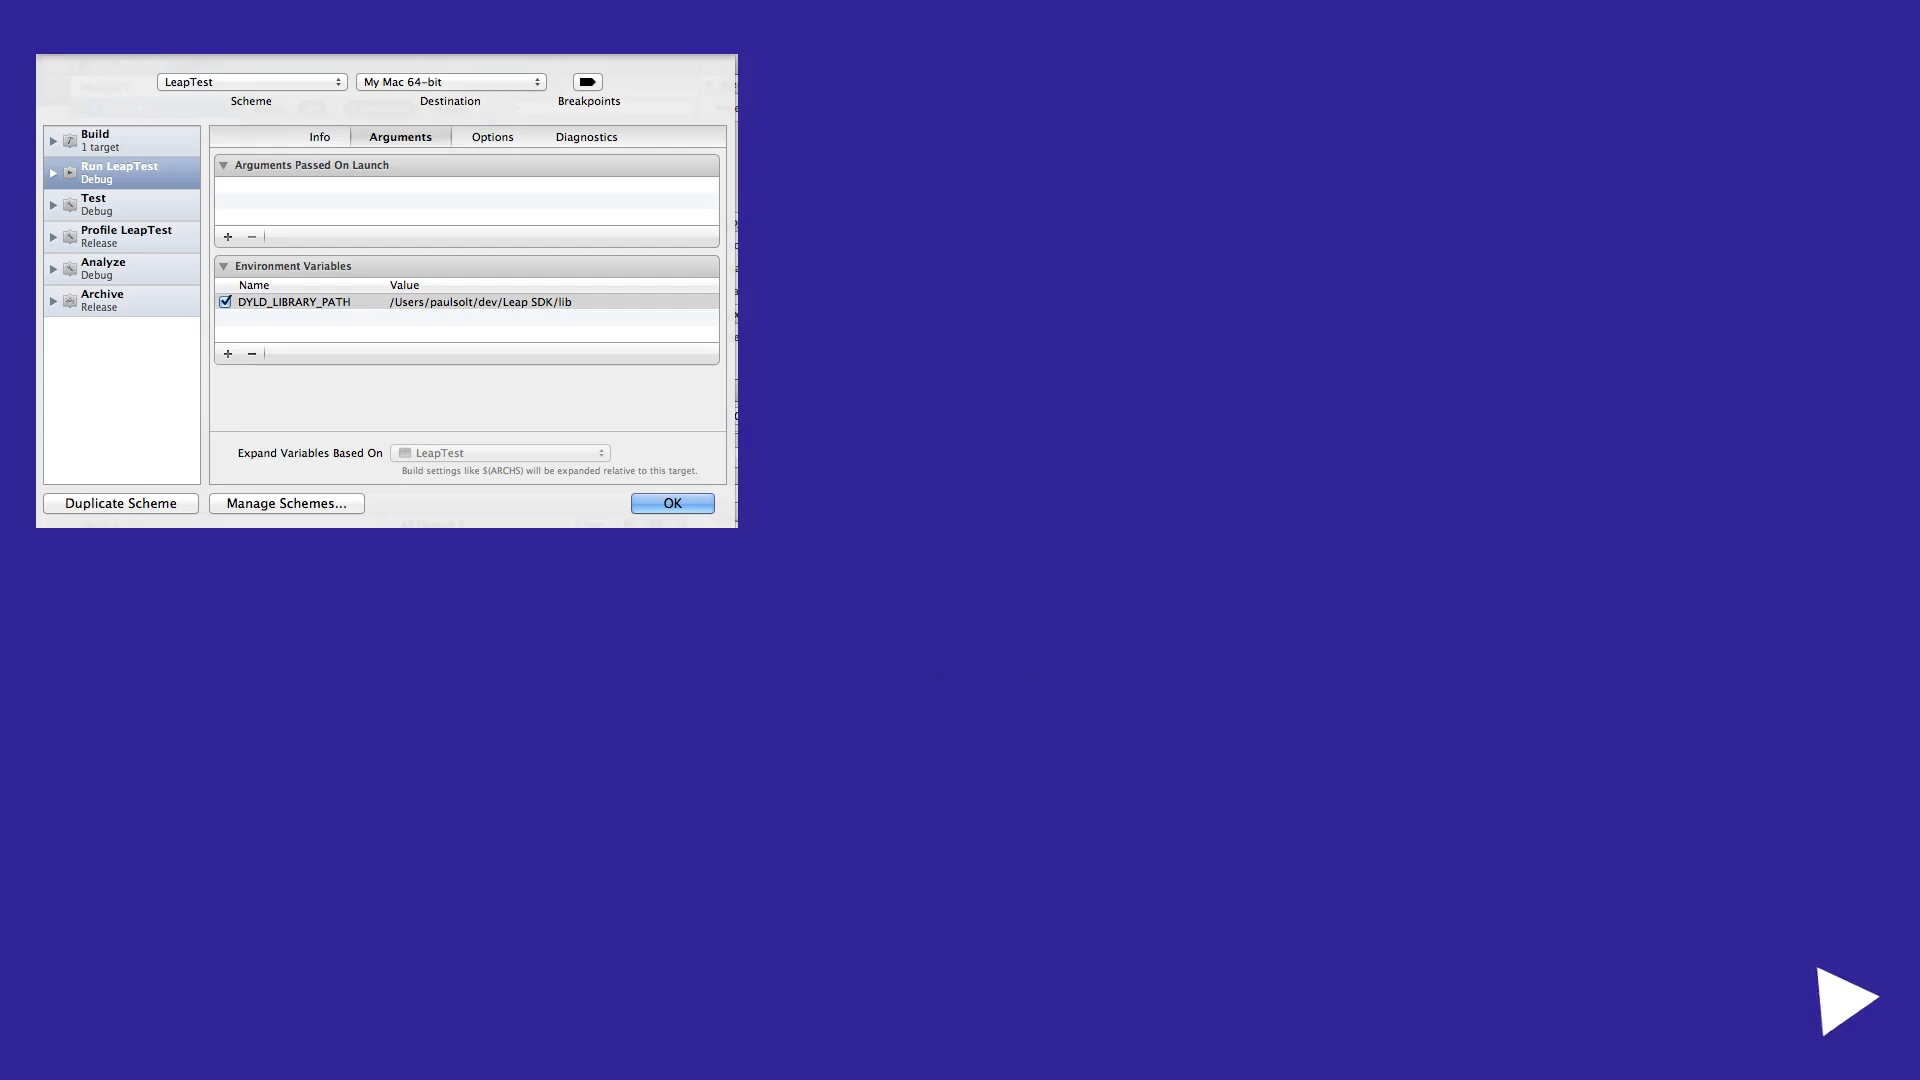 LeapTest My Mac 64-bit
Scheme Destination Breakpoints
Build
1 target
Run LeapTest
Debug
Test
Debug
Profile LeapTest
Release
Analyze
Debug
Archive
Release
Info Arguments Options Diagnostics
Arguments Passed On Launch
Environment Variables
Name Value
DYLD_LIBRARY_PATH /Users/paulsolt/dev/Leap SDK/lib
Expand Variables Based On LeapTest
Build settings like $(ARCHS) will be expanded relative to this target.
Duplicate Scheme Manage Schemes... OK